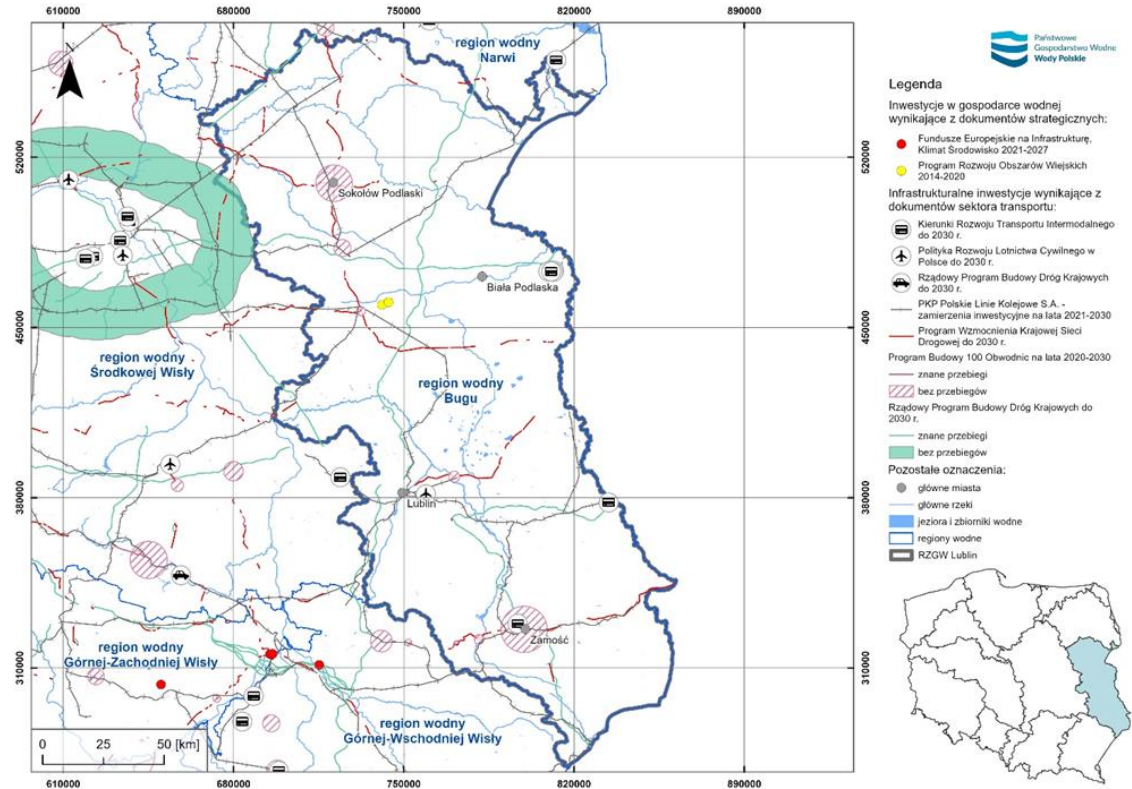 610000
680000
750000
820000
890000
region wodny
Narwi
N
520000
520000
Sokołów Podlaski
Biała Podlaska
450000
450000
region wodny
Środkowej Wisły
region wodny
Bugu
380000
380000
Lublin
Zamość
region wodny
Górnej-Zachodniej Wisły
310000
310000
region wodny
Górnej-Wschodniej Wisły
0 25 50 [km]
610000
680000
750000
820000
890000
Państwowe
Gospodarstwo Wodne
Wody Polskie
Legenda
Inwestycje w gospodarce wodnej
wynikające z dokumentów strategicznych:
Fundusze Europejskie na Infrastrukturę,
Klimat Środowisko 2021-2027
Program Rozwoju Obszarów Wiejskich
2014-2020
Infrastrukturalne inwestycje wynikające z
dokumentów sektora transportu:
Kierunki Rozwoju Transportu Intermodalnego
do 2030 r.
Polityka Rozwoju Lotnictwa Cywilnego w
Polsce do 2030 r.
Rządowy Program Budowy Dróg Krajowych
do 2030 r.
PKP Polskie Linie Kolejowe S.A. -
zamierzenia inwestycyjne na lata 2021-2030
Program Wzmocnienia Krajowej Sieci
Drogowej do 2030 r.
Program Budowy 100 Obwodnic na lata 2020-2030
znane przebiegi
bez przebiegów
Rządowy Program Budowy Dróg Krajowych do
2030 r.
znane przebiegi
bez przebiegów
Pozostałe oznaczenia:
główne miasta
główne rzeki
jeziora i zbiorniki wodne
regiony wodne
RZGW Lublin